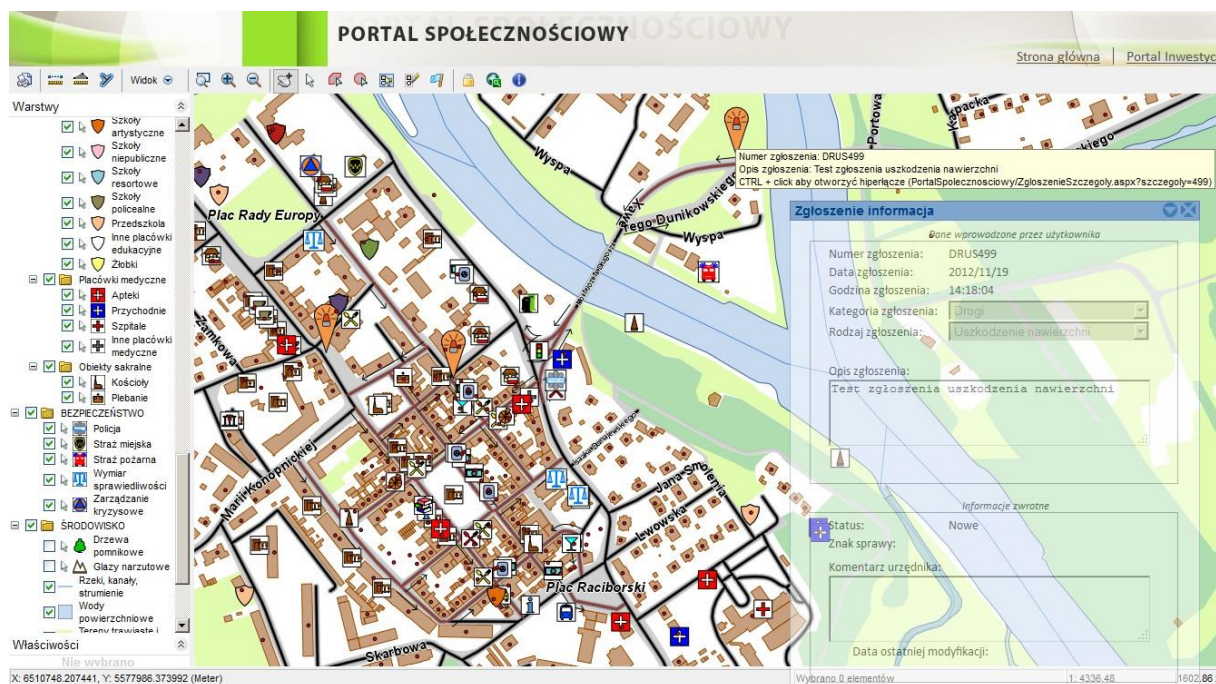 PORTAL SPOŁECZNOŚCIOWY
Strona główna
Portal Inwestyc
Widok
Warstwy
Szkoły
artystyczne
Szkoły
niepubliczne
Szkoły
resortowe
Szkoły
policealne
Przedszkola
Inne placówki
edukacyjne
Żłobki
Placówki medyczne
Apteki
Przychodnie
Szpitale
Inne placówki
medyczne
Obiekty sakralne
Kościoły
Plebanie
BEZPIECZEŃSTWO
Policja
Straż miejska
Straż pożarna
Wymiar
sprawiedliwości
Zarządzanie
kryzysowe
ŚRODOWISKO
Drzewa
pomnikowe
Głazy narzutowe
Rzeki, kanały,
strumienie
Wody
powierzchniowe
Tereny trawiaste i
Właściwości
Nie wybrano
Wyspa
Portowa
Plac Rady Europy
Wyspa
Zamkowa
Marii Konopnickiej
Jana Smolenia
Lwowska
Plac Raciborski
Skarbowa
Numer zgłoszenia: DRUS499
Opis zgłoszenia: Test zgłoszenia uszkodzenia nawierzchni
CTRL + click aby otworzyć hiperłącze (PortalSpolecznosciowy/ZgloszenieSzczegoly.aspx?szczegoly=499)
Zgłoszenie informacja
Dane wprowadzone przez użytkownika
Numer zgłoszenia: DRUS499
Data zgłoszenia: 2012/11/19
Godzina zgłoszenia: 14:18:04
Kategoria zgłoszenia: Drogi
Rodzaj zgłoszenia: Uszkodzenie nawierzchni
Opis zgłoszenia:
Test zgłoszenia uszkodzenia nawierzchni
Informacje zwrotne
Status: Nowe
Znak sprawy:
Komentarz urzędnika:
Data ostatniej modyfikacji:
X: 6510748.207441, Y: 5577986.373992 (Meter)
Wybrano 0 elementów
1: 4336.48
1602.86